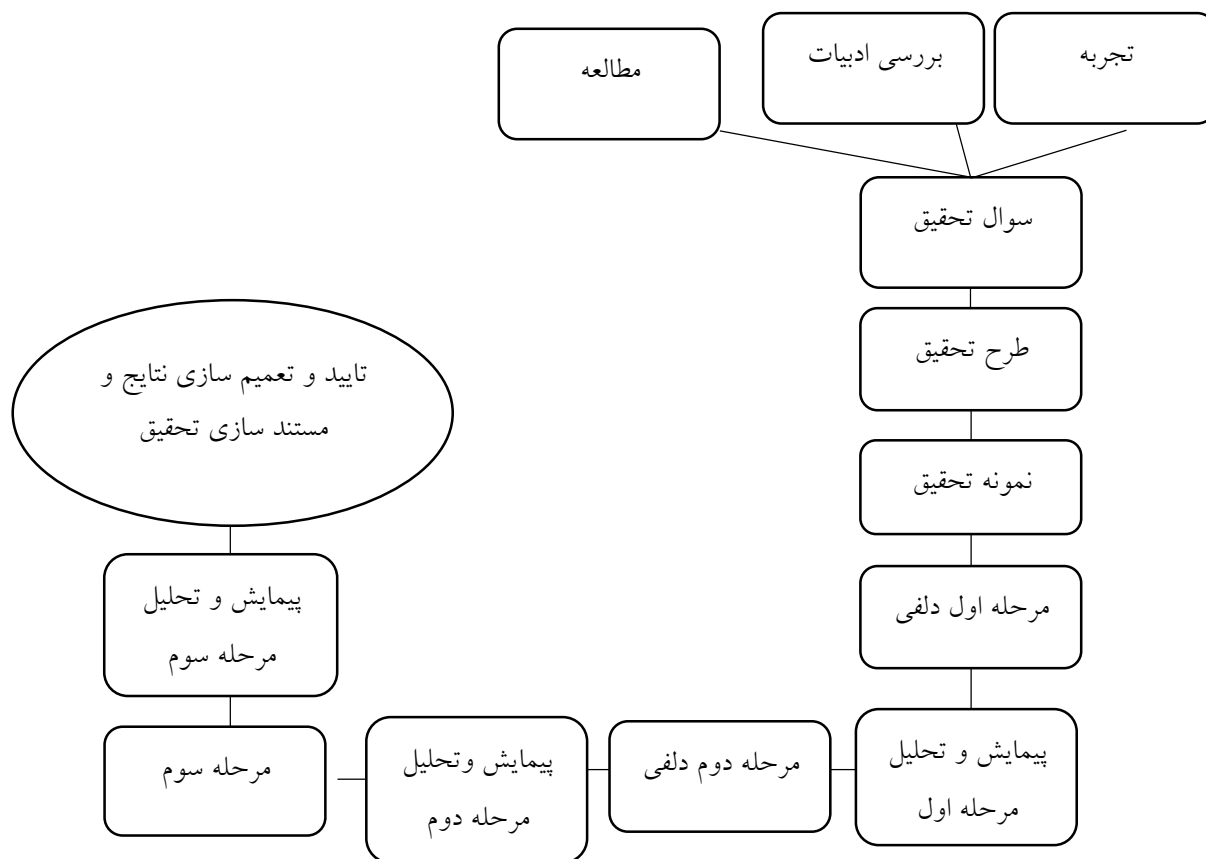 تجربه
بررسی ادبیات
مطالعه
سوال تحقیق
طرح تحقیق
نمونه تحقیق
مرحله اول دلفی
پیمایش و تحلیل
مرحله اول
مرحله دوم دلفی
پیمایش وتحلیل
مرحله دوم
مرحله سوم
پیمایش و تحلیل
مرحله سوم
تایید و تعمیم سازی نتایج و
مستند سازی تحقیق